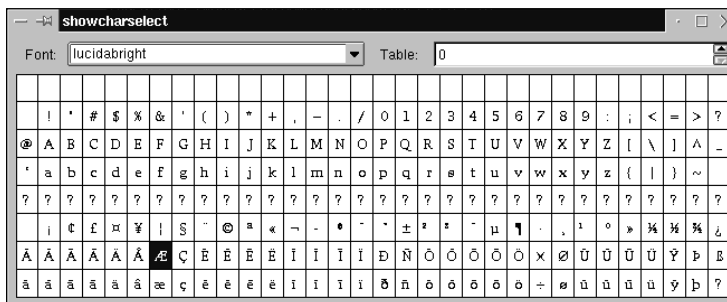 showcharselect
Font: lucidabright Table: 0
! " # $ % & ' ( ) * + , - . / 0 1 2 3 4 5 6 7 8 9 : ; < = > ?
@ A B C D E F G H I J K L M N O P Q R S T U V W X Y Z [ \ ] ^ _
` a b c d e f g h i j k l m n o p q r s t u v w x y z { | } ~
? ? ? ? ? ? ? ? ? ? ? ? ? ? ? ? ? ? ? ? ? ? ? ? ? ? ? ? ? ? ? ?
¡ ¢ £ ¤ ¥ ¦ § ¨ © ª « ¬ - ® ¯ ° ± ² ³ ´ µ ¶ · ¸ ¹ º » ¼ ½ ¾ ¿
À Á Â Ã Ä Å Æ Ç È É Ê Ë Ì Í Î Ï Ð Ñ Ò Ó Ô Õ Ö × Ø Ù Ú Û Ü Ý Þ ß
à á â ã ä å æ ç è é ê ë ì í î ï ð ñ ò ó ô õ ö ÷ ø ù ú û ü ý þ ?